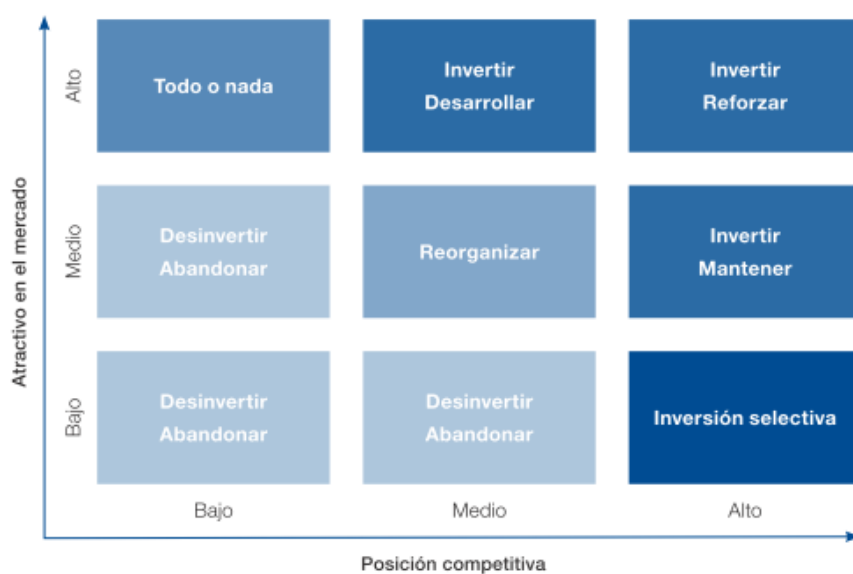 Atractivo en el mercado
Alto
Todo o nada
Invertir
Desarrollar
Invertir
Reforzar
Medio
Desinvertir
Abandonar
Reorganizar
Invertir
Mantener
Bajo
Desinvertir
Abandonar
Desinvertir
Abandonar
Inversión selectiva
Bajo
Medio
Alto
Posición competitiva